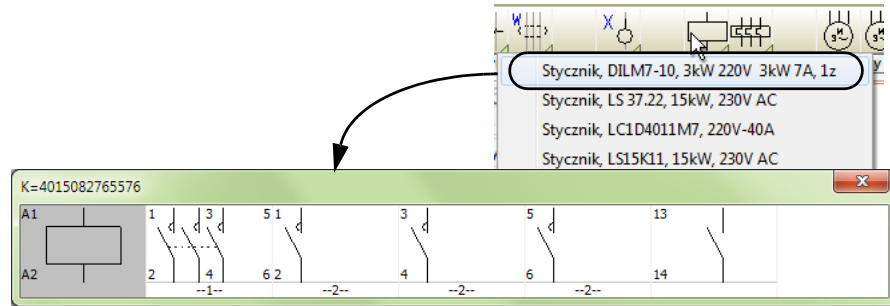 W X
3~ 3~
Stycznik, DILM7-10, 3kW 220V 3kW 7A, 1z
y
Stycznik, LS 37.22, 15kW, 230V AC
Stycznik, LC1D4011M7, 220V-40A
Stycznik, LS15K11, 15kW, 230V AC
K=4015082765576
A1 1 3 5 1 3 5 13
A2 2 4 6 2 4 6 14
--1-- --2-- --2-- --2--